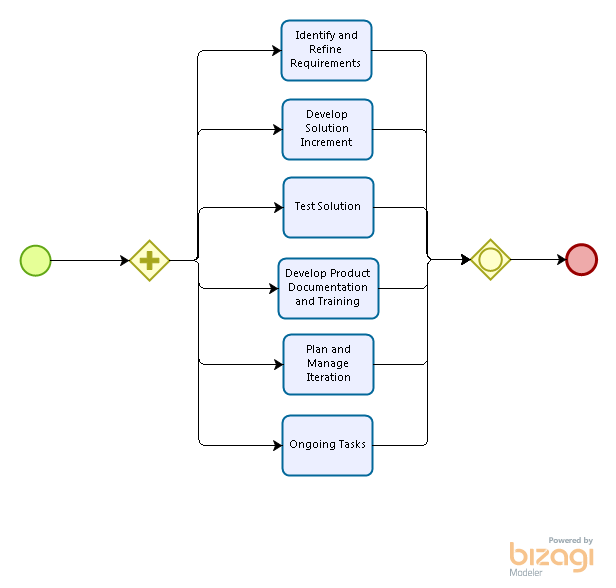 Identify and
Refine
Requirements
Develop
Solution
Increment
Test Solution
Develop Product
Documentation
and Training
Plan and
Manage
Iteration
Ongoing Tasks
Powered by
bizagi
Modeler